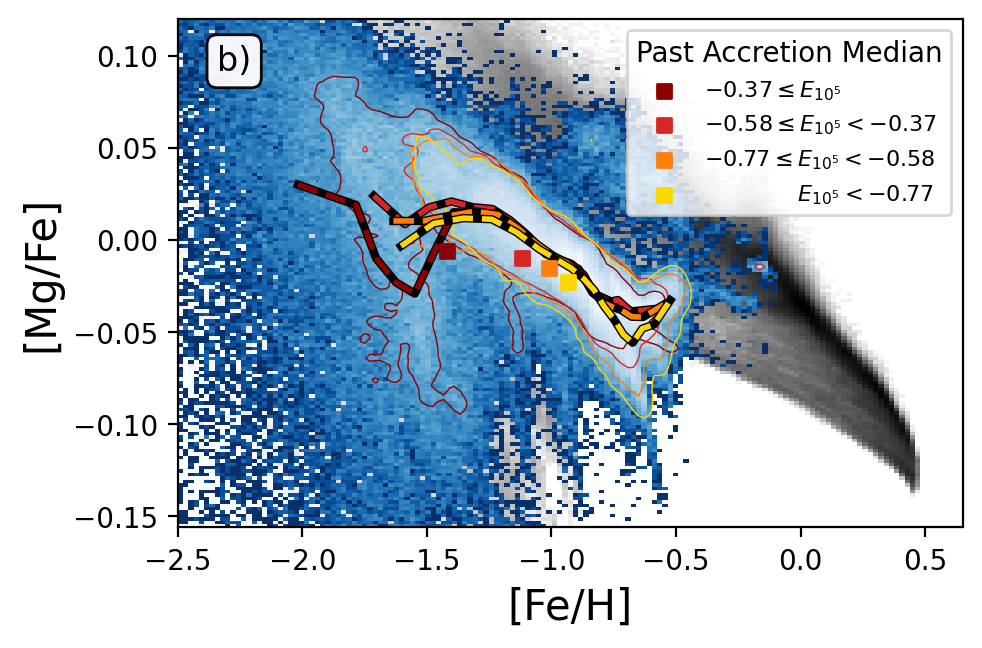 b)
Past Accretion Median
−0.37 ≤ E₁₀⁵
−0.58 ≤ E₁₀⁵ < −0.37
−0.77 ≤ E₁₀⁵ < −0.58
E₁₀⁵ < −0.77
[Mg/Fe]
0.10
0.05
0.00
−0.05
−0.10
−0.15
−2.5 −2.0 −1.5 −1.0 −0.5 0.0 0.5
[Fe/H]